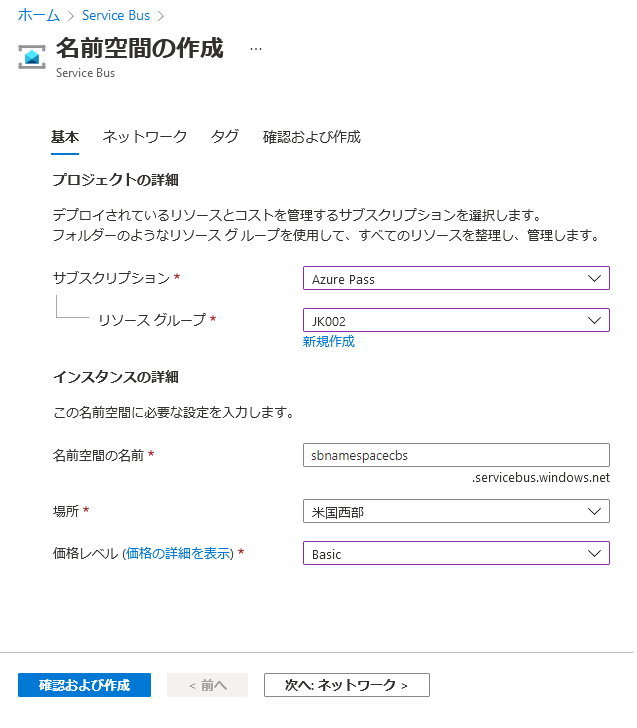 ホーム > Service Bus >
名前空間の作成 …
Service Bus
基本 ネットワーク タグ 確認および作成
プロジェクトの詳細
デプロイされているリソースとコストを管理するサブスクリプションを選択します。
フォルダーのようなリソース グループを使用して、すべてのリソースを整理し、管理します。
サブスクリプション * Azure Pass
リソース グループ * JK002
新規作成
インスタンスの詳細
この名前空間に必要な設定を入力します。
名前空間の名前 * sbnamespacecbs
.servicebus.windows.net
場所 * 米国西部
価格レベル (価格の詳細を表示) * Basic
確認および作成 < 前へ 次へ: ネットワーク >